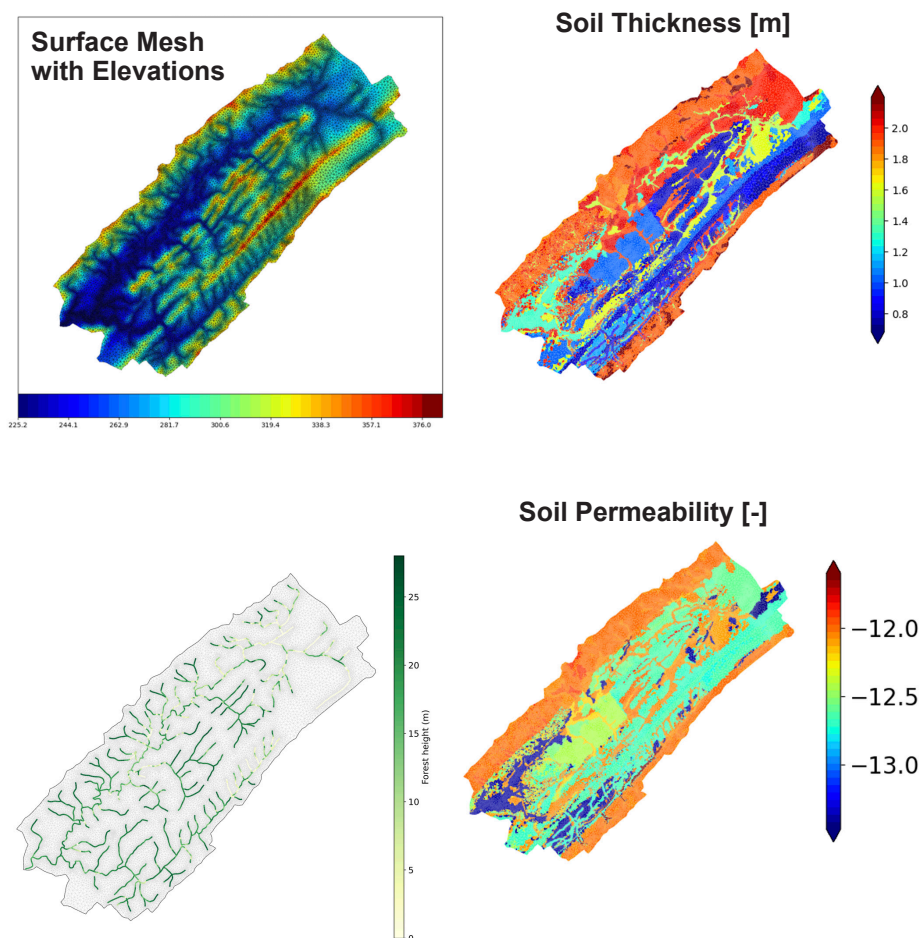 Surface Mesh
with Elevations
225.2 244.1 262.9 281.7 300.6 319.4 338.3 357.1 376.0
Soil Thickness [m]
2.0
1.8
1.6
1.4
1.2
1.0
0.8
25
20
15
10
5
0
Forest height (m)
Soil Permeability [-]
−12.0
−12.5
−13.0